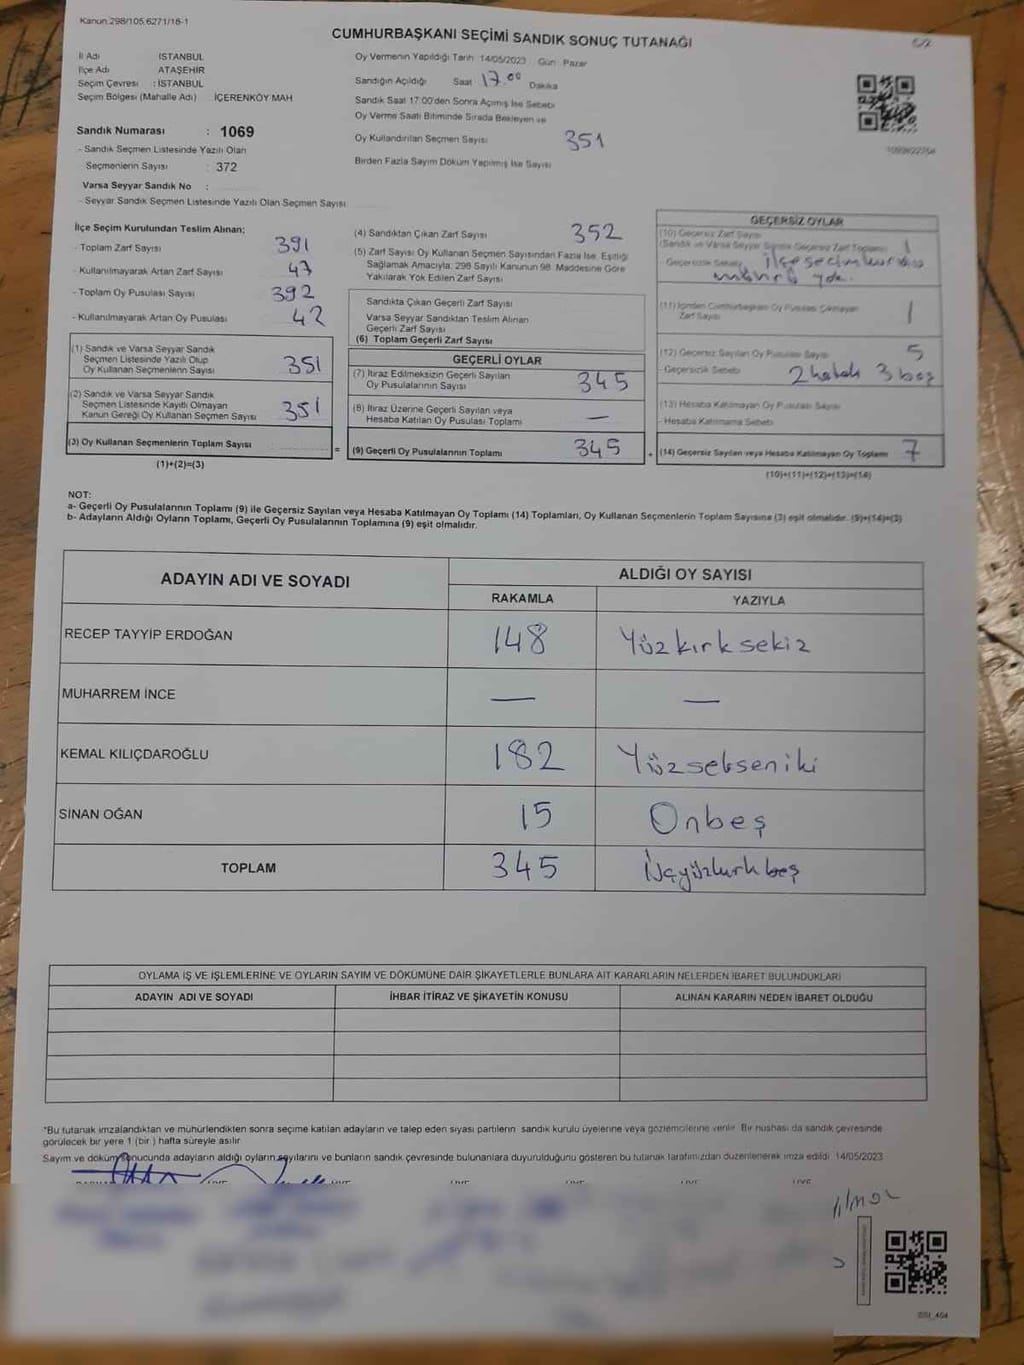 Kanun.298/105,6271/16-1
CUMHURBAŞKANI SEÇİMİ SANDIK SONUÇ TUTANAĞI
İl Adı İSTANBUL
İlçe Adı ATAŞEHİR
Seçim Çevresi : İSTANBUL
Seçim Bölgesi (Mahalle Adı) İÇERENKÖY MAH
Sandık Numarası : 1069
- Sandık Seçmen Listesinde Yazılı Olan
Seçmenlerin Sayısı : 372
Varsa Seyyar Sandık No :
- Seyyar Sandık Seçmen Listesinde Yazılı Olan Seçmen Sayısı
Oy Vermenin Yapıldığı Tarih 14/05/2023 Gün Pazar
Sandığın Açıldığı Saat 17.00 Dakika
Sandık Saat 17:00'den Sonra Açılmış İse Sebebi
Oy Verme Saati Bitiminde Sırada Bekleyen ve
Oy Kullandırılan Seçmen Sayısı 351
Birden Fazla Sayım Döküm Yapılmış İse Sayısı
İlçe Seçim Kurulundan Teslim Alınan;
- Toplam Zarf Sayısı 391
- Kullanılmayarak Artan Zarf Sayısı 47
- Toplam Oy Pusulası Sayısı 392
- Kullanılmayarak Artan Oy Pusulası 42
(1) Sandık ve Varsa Seyyar Sandık
Seçmen Listesinde Yazılı Olup
Oy Kullanan Seçmenlerin Sayısı 351
(2) Sandık ve Varsa Seyyar Sandık
Seçmen Listesinde Kayıtlı Olmayan
Kanun Gereği Oy Kullanan Seçmen Sayısı 351
(3) Oy Kullanan Seçmenlerin Toplam Sayısı
(1)+(2)=(3)
(4) Sandıktan Çıkan Zarf Sayısı 352
(5) Zarf Sayısı Oy Kullanan Seçmen Sayısından Fazla İse, Eşitliği
Sağlamak Amacıyla; 298 Sayılı Kanunun 98. Maddesine Göre
Yakılarak Yok Edilen Zarf Sayısı
Sandıkta Çıkan Geçerli Zarf Sayısı
Varsa Seyyar Sandıktan Teslim Alınan
Geçerli Zarf Sayısı
(6) Toplam Geçerli Zarf Sayısı
GEÇERLİ OYLAR
(7) İtiraz Edilmeksizin Geçerli Sayılan
Oy Pusulalarının Sayısı 345
(8) İtiraz Üzerine Geçerli Sayılan veya
Hesaba Katılan Oy Pusulası Toplamı —
= (9) Geçerli Oy Pusulalarının Toplamı 345
GEÇERSİZ OYLAR
(10) Geçersiz Zarf Sayısı
(Sandık ve Varsa Seyyar Sandık Geçersiz Zarf Toplamı) 1
- Geçersizlik Sebebi ilçe seçim kurulu
mührü yok.
(11) İçinden Cumhurbaşkanı Oy Pusulası Çıkmayan
Zarf Sayısı 1
(12) Geçersiz Sayılan Oy Pusulası Sayısı 5
- Geçersizlik Sebebi 2 hatalı 3 boş
(13) Hesaba Katılmayan Oy Pusulası Sayısı
- Hesaba Katılmama Sebebi
+ (14) Geçersiz Sayılan veya Hesaba Katılmayan Oy Toplamı 7
(10)+(11)+(12)+(13)=(14)
NOT:
a- Geçerli Oy Pusulalarının Toplamı (9) ile Geçersiz Sayılan veya Hesaba Katılmayan Oy Toplamı (14) Toplamları, Oy Kullanan Seçmenlerin Toplam Sayısına (3) eşit olmalıdır. (9)+(14)=(3)
b- Adayların Aldığı Oyların Toplamı, Geçerli Oy Pusulalarının Toplamına (9) eşit olmalıdır.
ADAYIN ADI VE SOYADI
ALDIĞI OY SAYISI
RAKAMLA YAZIYLA
RECEP TAYYİP ERDOĞAN 148 Yüzkırksekiz
MUHARREM İNCE — —
KEMAL KILIÇDAROĞLU 182 Yüzsekseniki
SİNAN OĞAN 15 Onbeş
TOPLAM 345 Üçyüzkırkbeş
OYLAMA İŞ VE İŞLEMLERİNE VE OYLARIN SAYIM VE DÖKÜMÜNE DAİR ŞİKAYETLERLE BUNLARA AİT KARARLARIN NELERDEN İBARET BULUNDUKLARI
ADAYIN ADI VE SOYADI İHBAR İTİRAZ VE ŞİKAYETİN KONUSU ALINAN KARARIN NEDEN İBARET OLDUĞU
*Bu tutanak imzalandıktan ve mühürlendikten sonra seçime katılan adayların ve talep eden siyasi partilerin sandık kurulu üyelerine veya gözlemcilerine verilir. Bir nüshası da sandık çevresinde
görülecek bir yere 1 (bir ) hafta süreyle asılır.
Sayım ve döküm sonucunda adayların aldığı oyların sayılarını ve bunların sandık çevresinde bulunanlara duyurulduğunu gösteren bu tutanak tarafımızdan düzenlenerek imza edildi 14/05/2023